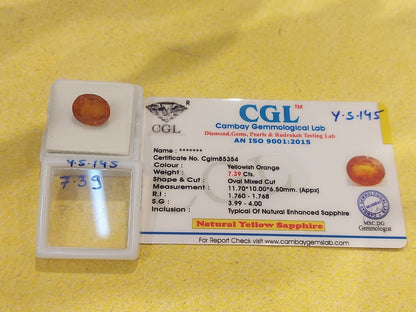 CGL™
Y-S-145
® CGL
Cambay Gemmological Lab
Diamond, Gems, Pearls & Rudraksh Testing Lab
AN ISO 9001:2015
Name : *******
Certificate No. Cglm85354
Colour : Yellowish Orange
Weight : 7.39 Cts.
Shape & Cut : Oval Mixed Cut
Measurement : 11.70*10.00*6.50mm. (Appx)
R.I : 1.760 - 1.768
S.G : 3.99 - 4.00
Inclusion : Typical Of Natural Enhanced Sapphire
Natural Yellow Sapphire
MSC.DG
Gemmologist
For Report Check visit www.cambaygemslab.com
Y-S-145
7.39